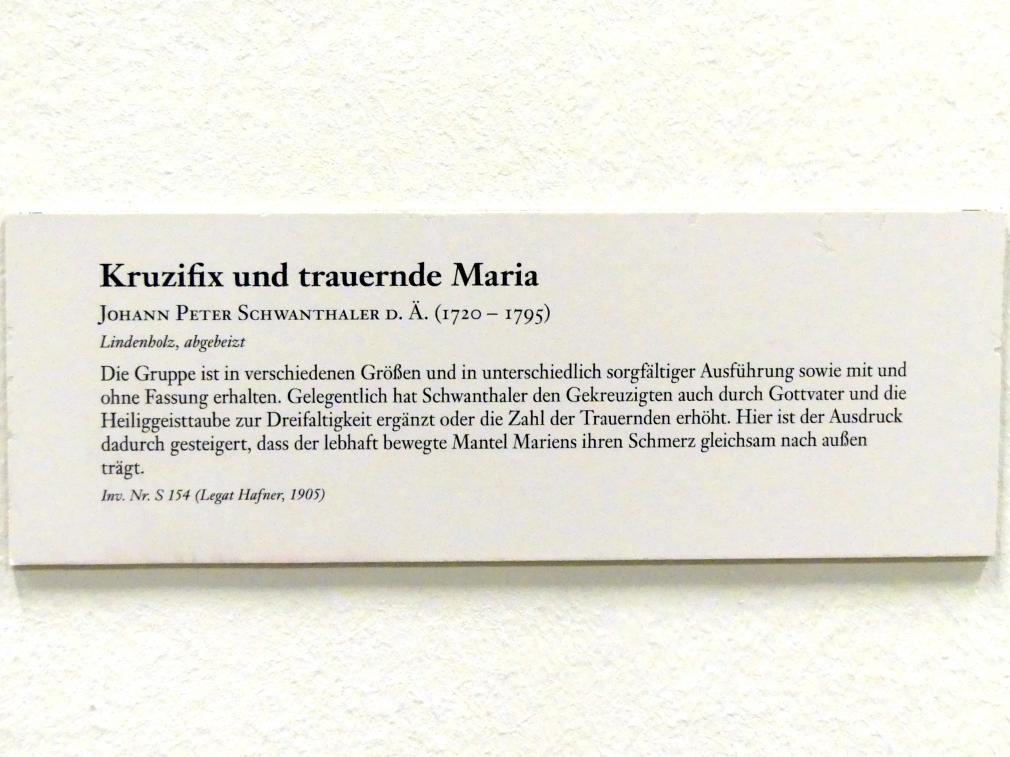 Kruzifix und trauernde Maria
Johann Peter Schwanthaler d. Ä. (1720 – 1795)
Lindenholz, abgebeizt
Die Gruppe ist in verschiedenen Größen und in unterschiedlich sorgfältiger Ausführung sowie mit und
ohne Fassung erhalten. Gelegentlich hat Schwanthaler den Gekreuzigten auch durch Gottvater und die
Heiliggeisttaube zur Dreifaltigkeit ergänzt oder die Zahl der Trauernden erhöht. Hier ist der Ausdruck
dadurch gesteigert, dass der lebhaft bewegte Mantel Mariens ihren Schmerz gleichsam nach außen
trägt.
Inv. Nr. S 154 (Legat Hafner, 1905)